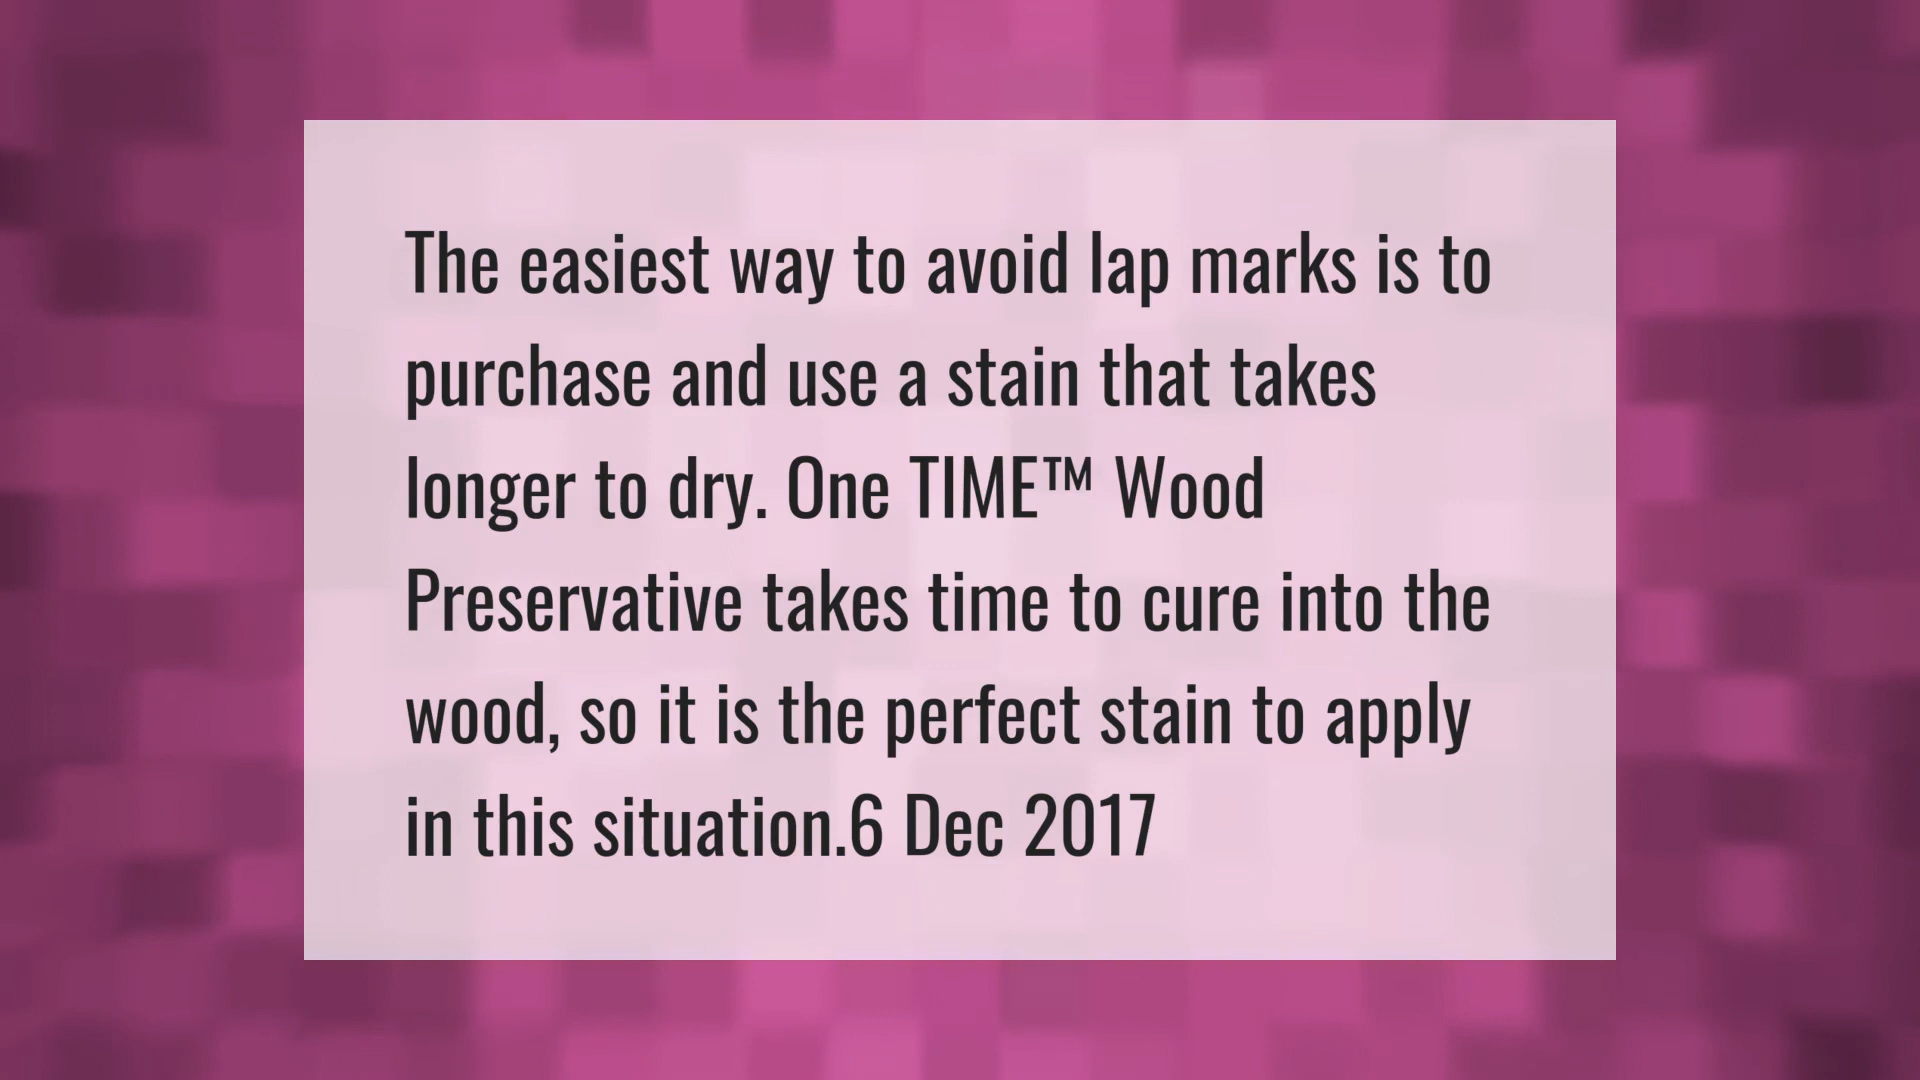 The easiest way to avoid lap marks is to
purchase and use a stain that takes
longer to dry. One TIME™ Wood
Preservative takes time to cure into the
wood, so it is the perfect stain to apply
in this situation.6 Dec 2017